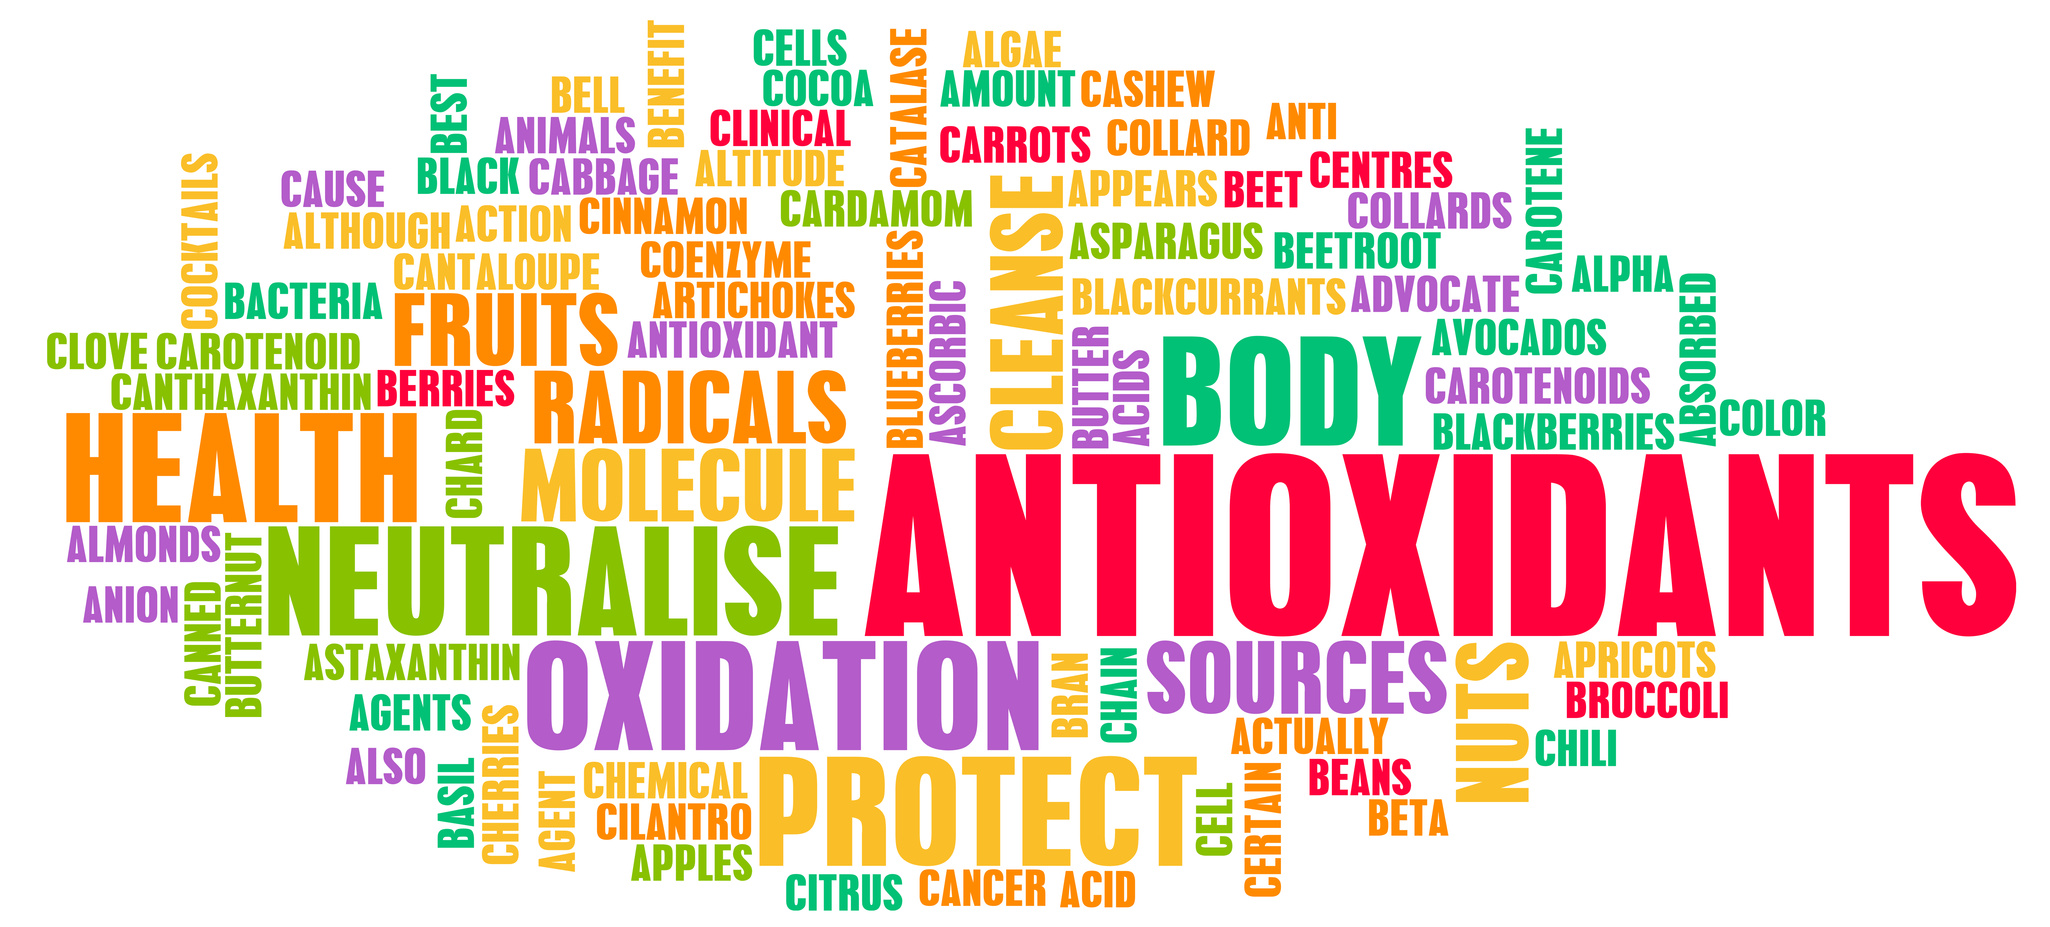 CELLS
ALGAE
BENEFIT
CATALASE
BEST
BELL
COCOA
AMOUNT
CASHEW
ANIMALS
CLINICAL
CARROTS
COLLARD
ANTI
CAROTENE
COCKTAILS
CAUSE
BLACK
CABBAGE
ALTITUDE
CLEANSE
APPEARS
BEET
CENTRES
ALTHOUGH
ACTION
CINNAMON
CARDAMOM
COLLARDS
CANTALOUPE
COENZYME
BLUEBERRIES
ASPARAGUS
BEETROOT
ALPHA
BACTERIA
FRUITS
ARTICHOKES
ASCORBIC
BLACKCURRANTS
ADVOCATE
ABSORBED
CLOVE
CAROTENOID
ANTIOXIDANT
BUTTER
ACIDS
BODY
AVOCADOS
CANTHAXANTHIN
BERRIES
RADICALS
CAROTENOIDS
HEALTH
CHARD
MOLECULE
BLACKBERRIES
COLOR
ALMONDS
NEUTRALISE
ANTIOXIDANTS
ANION
CANNED
BUTTERNUT
ASTAXANTHIN
OXIDATION
BRAN
CHAIN
SOURCES
NUTS
APRICOTS
AGENTS
BROCCOLI
ALSO
BASIL
CHERRIES
AGENT
CHEMICAL
PROTECT
ACTUALLY
CHILI
CILANTRO
CELL
CERTAIN
BEANS
APPLES
BETA
CITRUS
CANCER
ACID